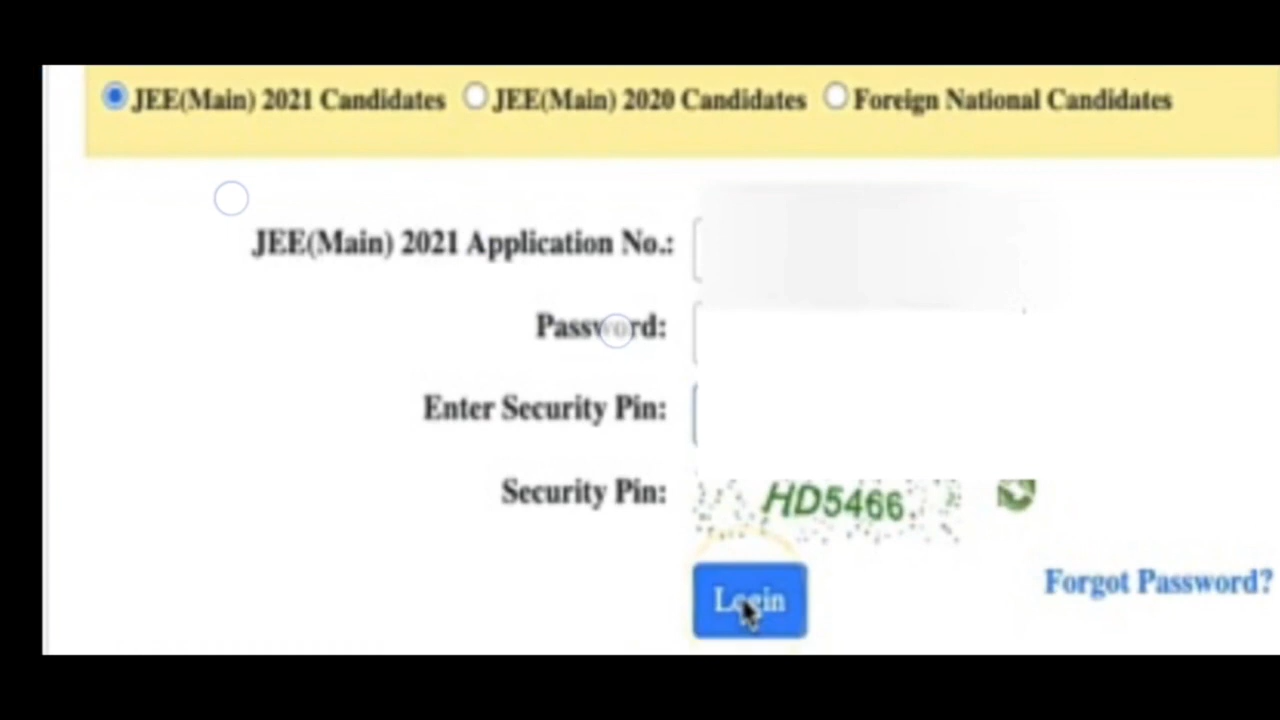 JEE(Main) 2021 Candidates JEE(Main) 2020 Candidates Foreign National Candidates
JEE(Main) 2021 Application No.:
Password:
Enter Security Pin:
Security Pin: HD5466
Forgot Password?
Login